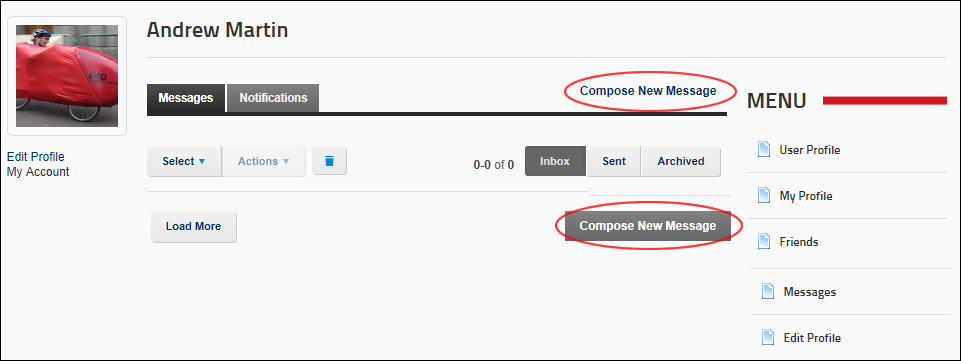 Andrew Martin
Messages
Notifications
Compose New Message
Edit Profile
My Account
Select
Actions
0-0 of 0
Inbox
Sent
Archived
Load More
Compose New Message
MENU
User Profile
My Profile
Friends
Messages
Edit Profile